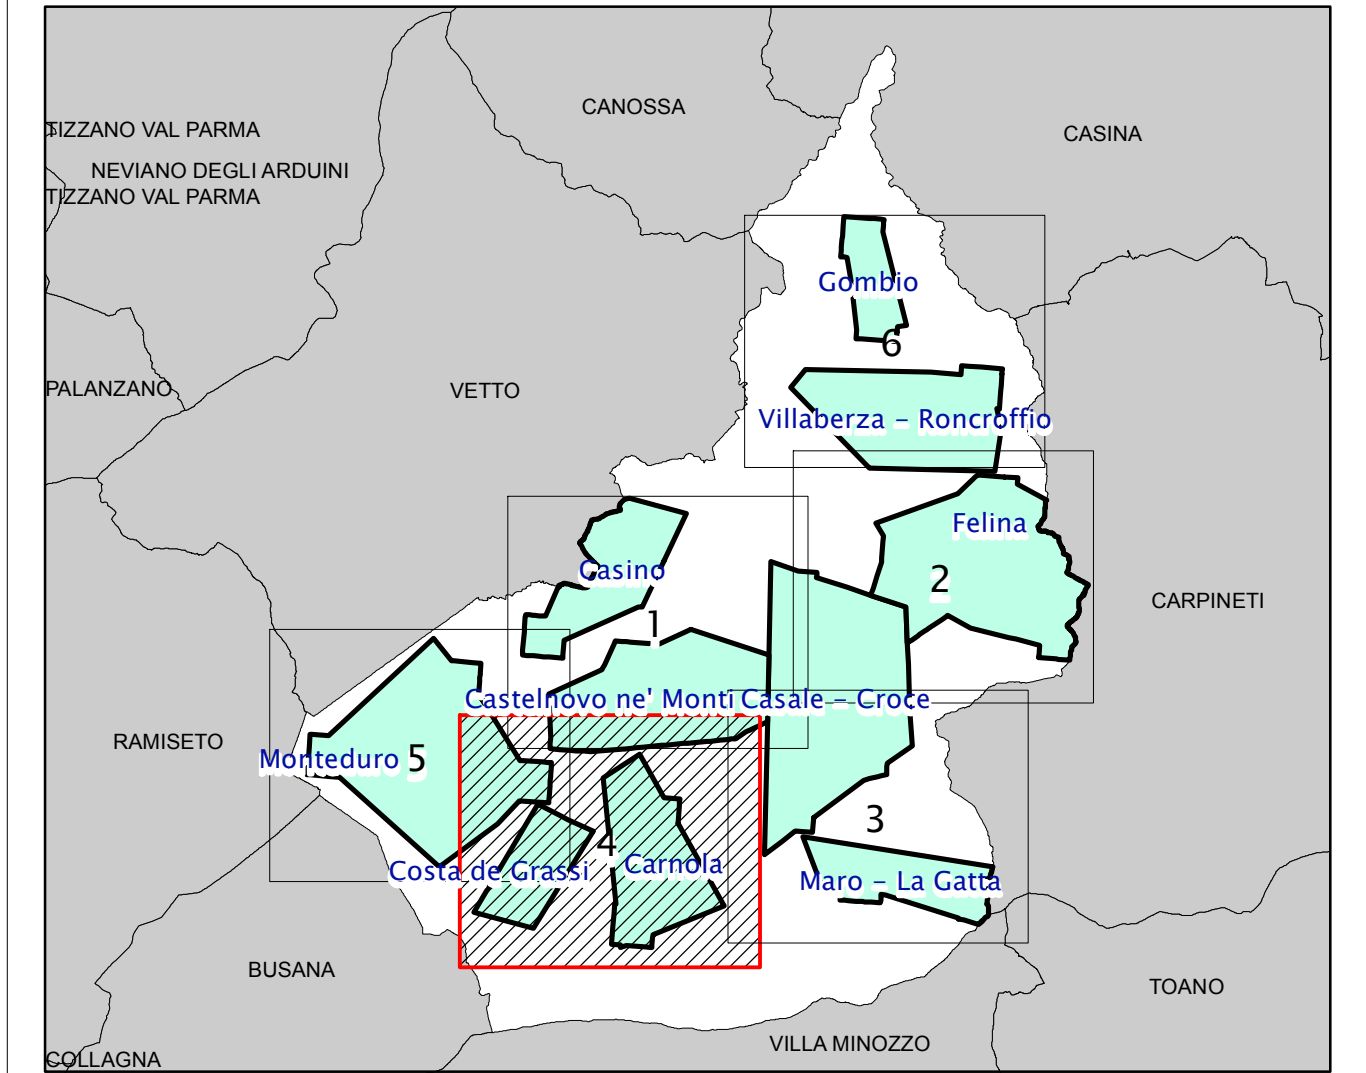 CANOSSA
TIZZANO VAL PARMA
CASINA
NEVIANO DEGLI ARDUINI
TIZZANO VAL PARMA
Gombio
6
PALANZANO
VETTO
Villaberza - Roncroffio
Felina
Casino
2
CARPINETI
1
Castelnovo ne' Monti
Casale - Croce
RAMISETO
Monteduro
5
3
4
Costa de Grassi
Carnola
Maro - La Gatta
BUSANA
TOANO
VILLA MINOZZO
COLLAGNA